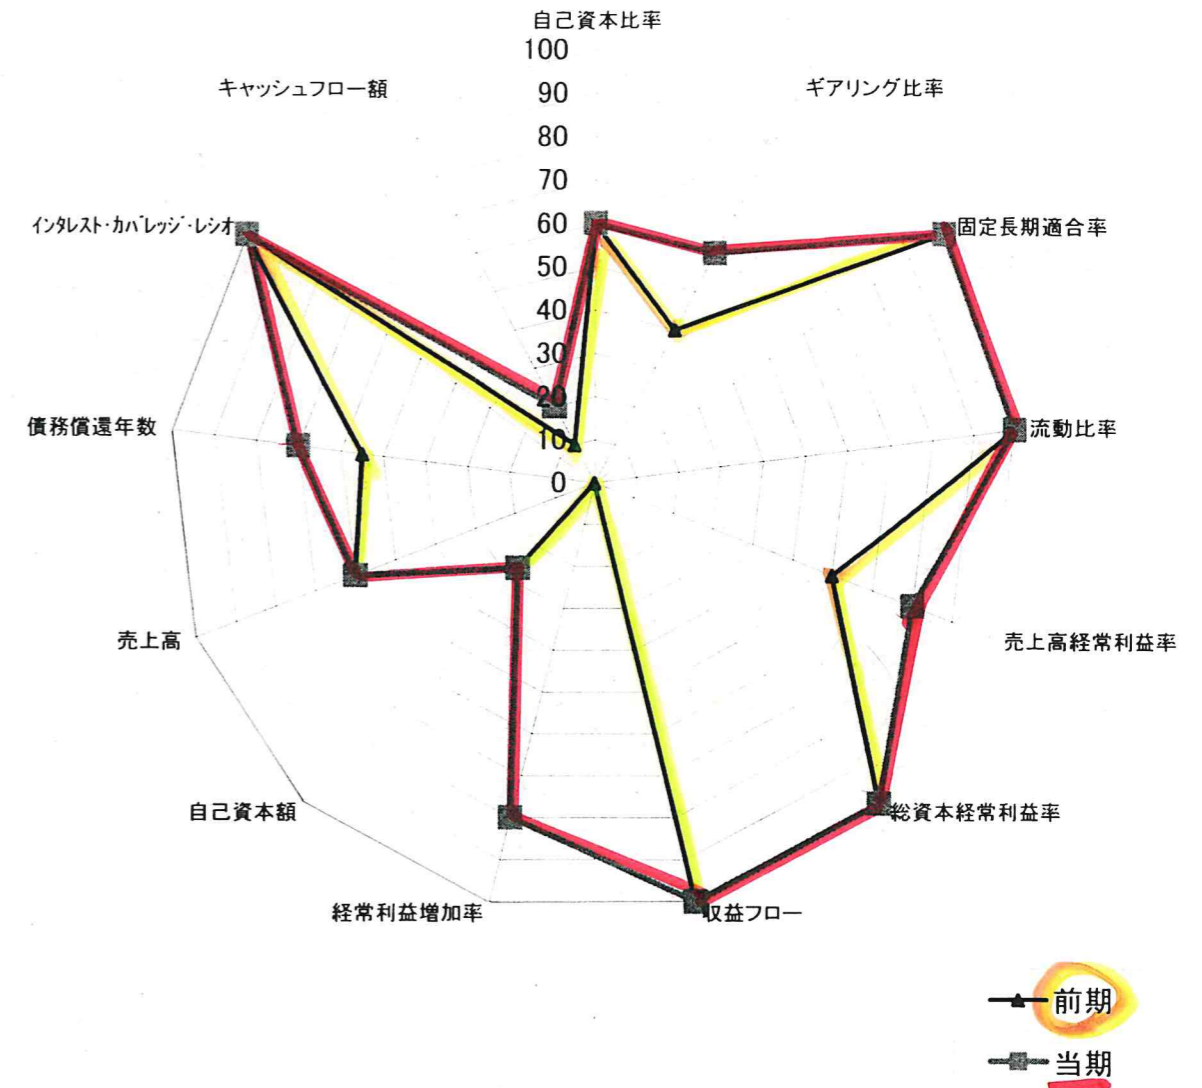 自己資本比率
100
90
80
70
60
50
40
30
20
10
0
ギアリング比率
固定長期適合率
流動比率
売上高経常利益率
総資本経常利益率
収益フロー
経常利益増加率
自己資本額
売上高
債務償還年数
インタレスト・カバレッジ・レシオ
キャッシュフロー額
前期
当期